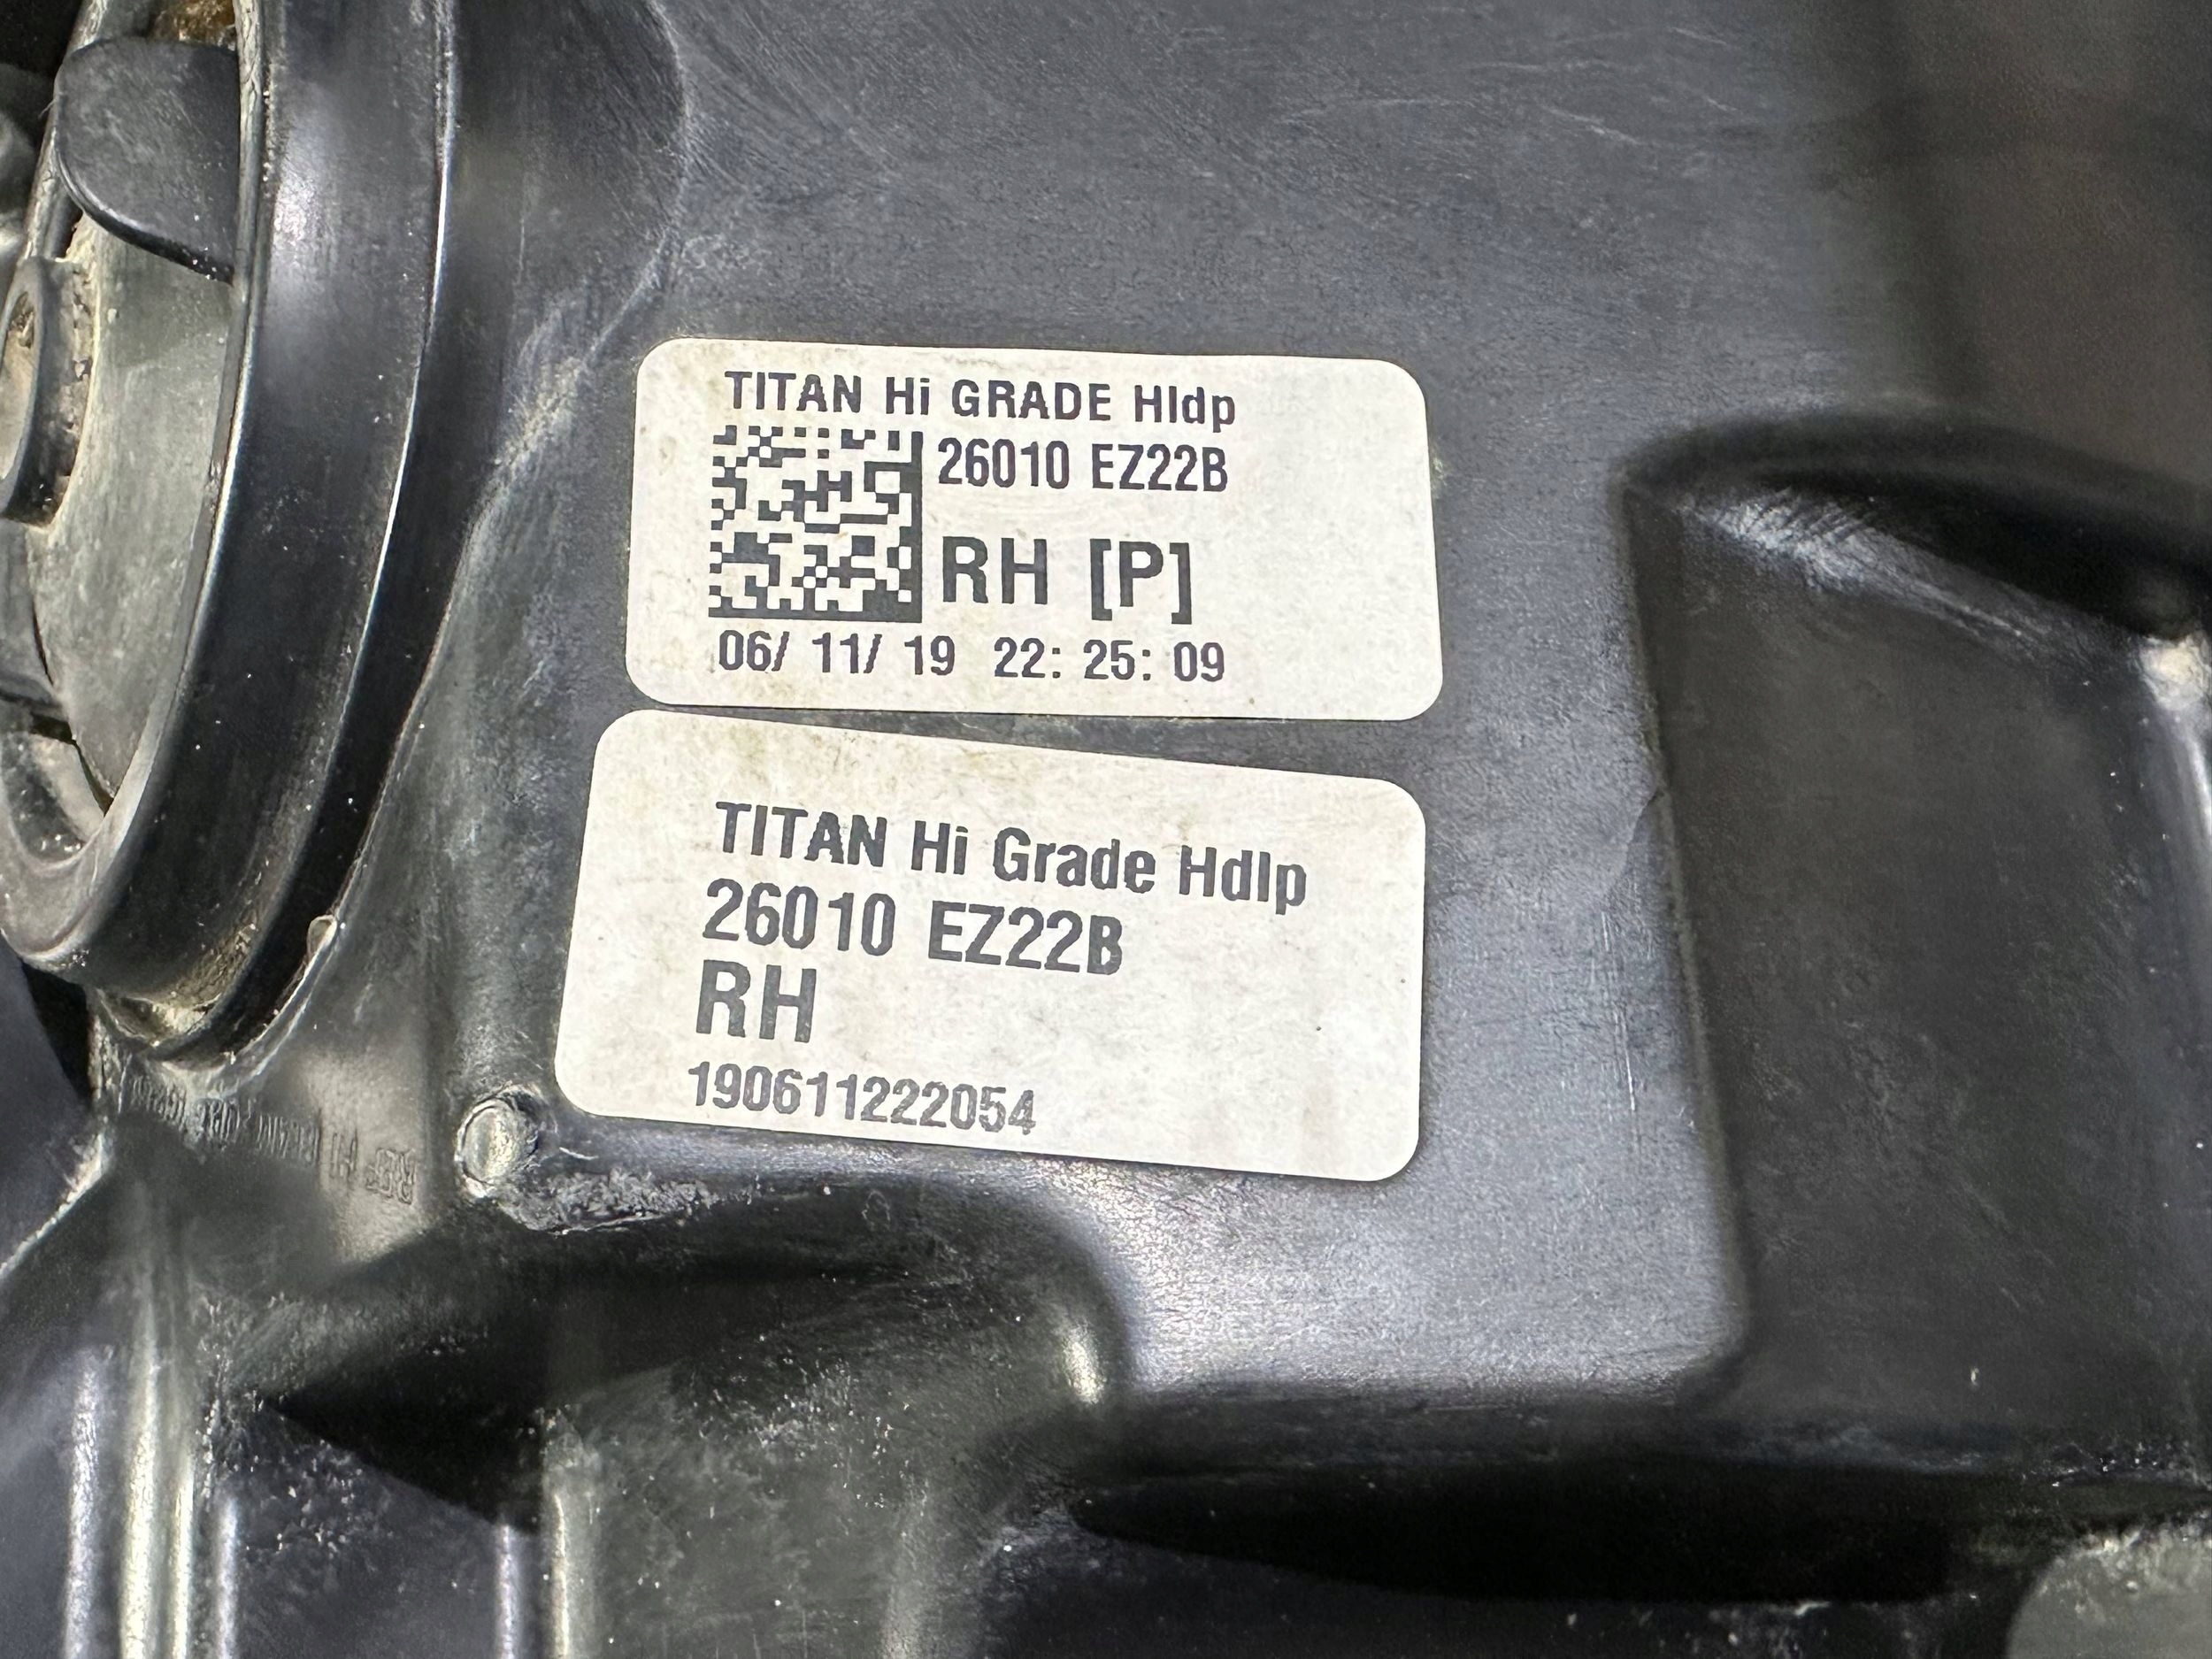 TITAN Hi GRADE Hldp
26010 EZ22B
RH [P]
06/ 11/ 19 22: 25: 09
TITAN Hi Grade Hdlp
26010 EZ22B
RH
190611222054